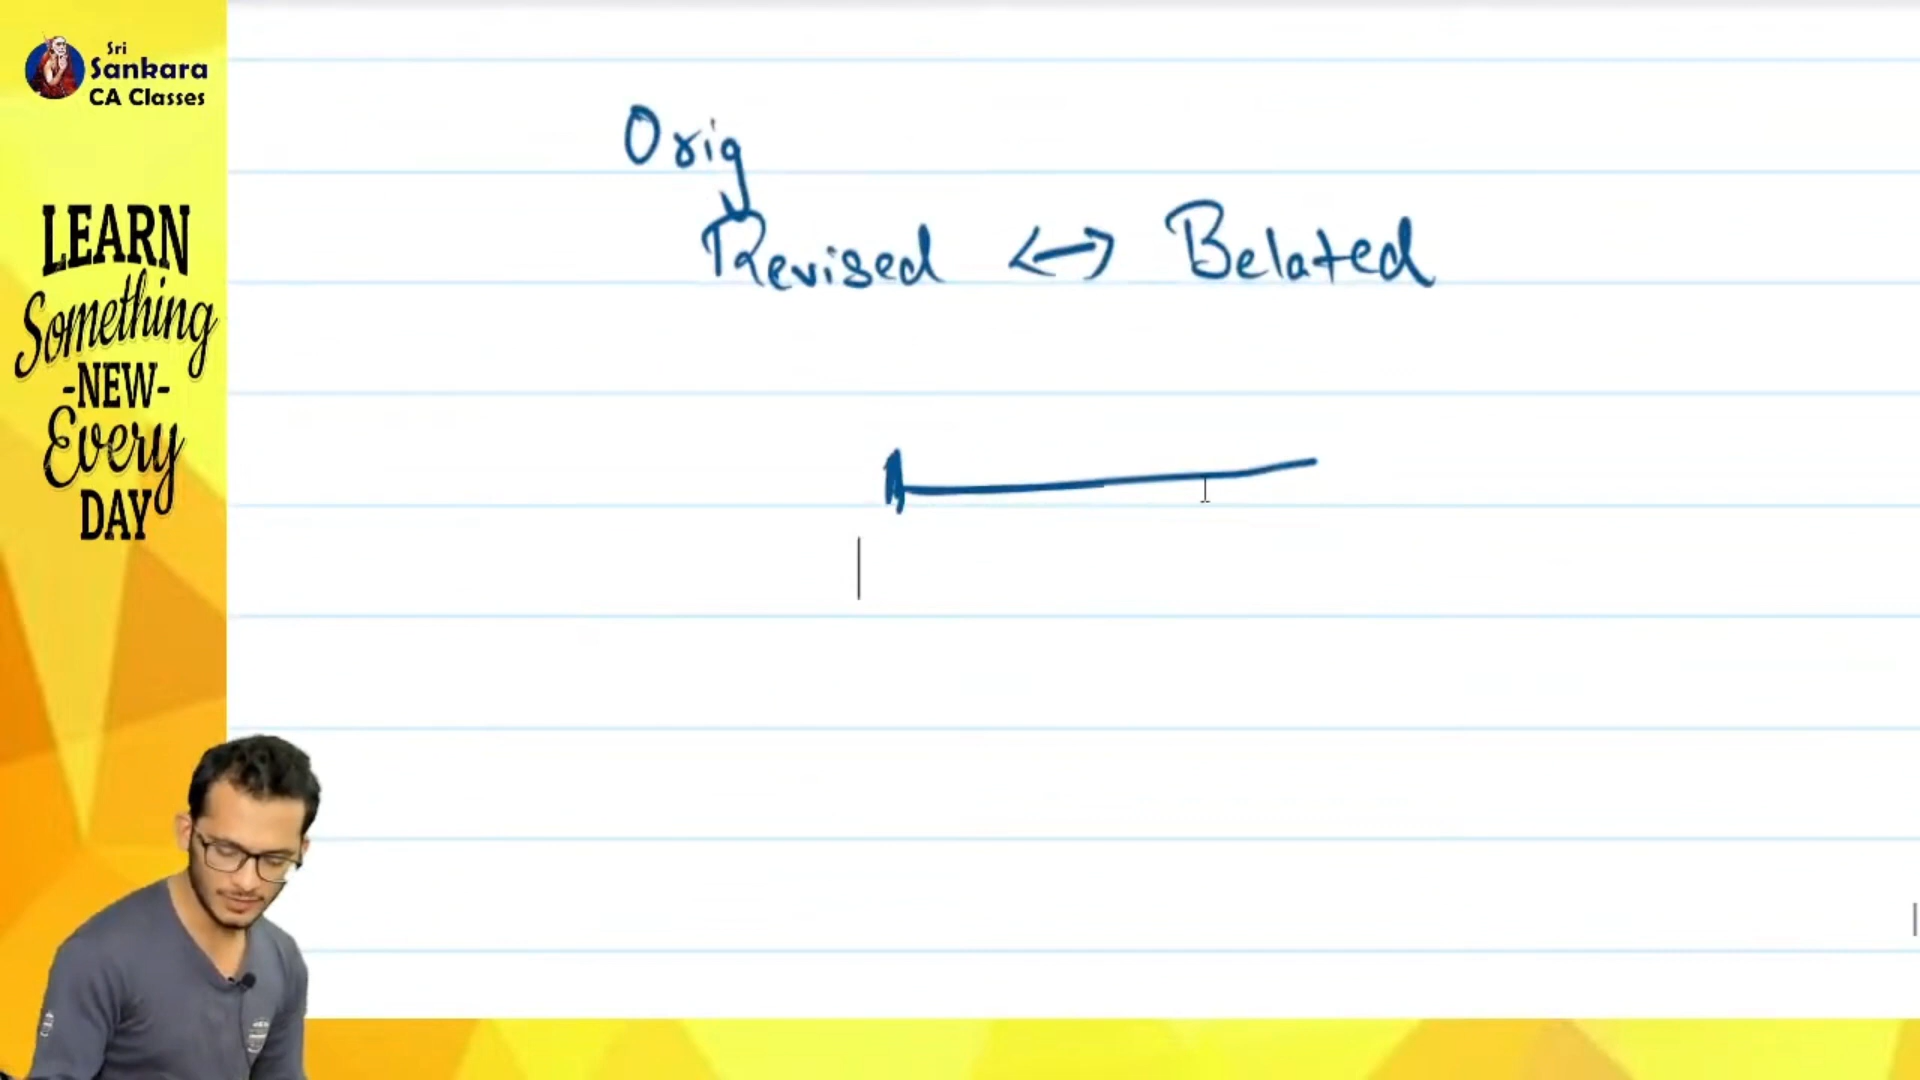 Sri
Sankara
CA Classes
LEARN
Something
-NEW-
Every
DAY
Orig
Revised ↔ Belated